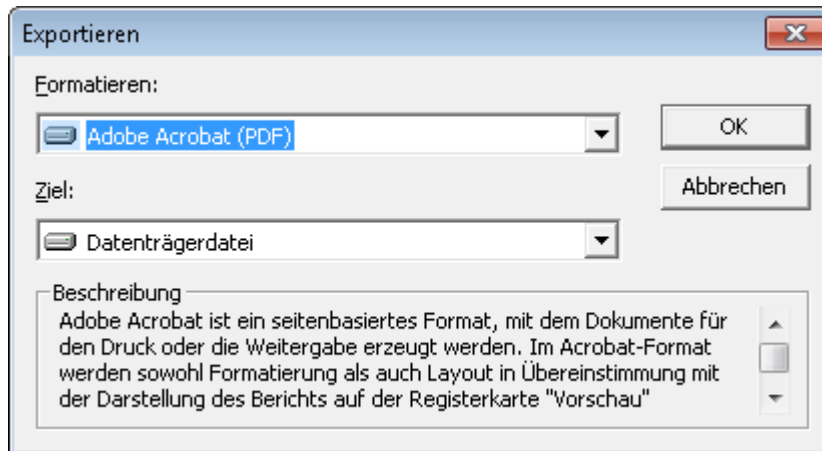 Exportieren
Formatieren:
Adobe Acrobat (PDF)
OK
Ziel:
Abbrechen
Datenträgerdatei
Beschreibung
Adobe Acrobat ist ein seitenbasiertes Format, mit dem Dokumente für
den Druck oder die Weitergabe erzeugt werden. Im Acrobat-Format
werden sowohl Formatierung als auch Layout in Übereinstimmung mit
der Darstellung des Berichts auf der Registerkarte "Vorschau"